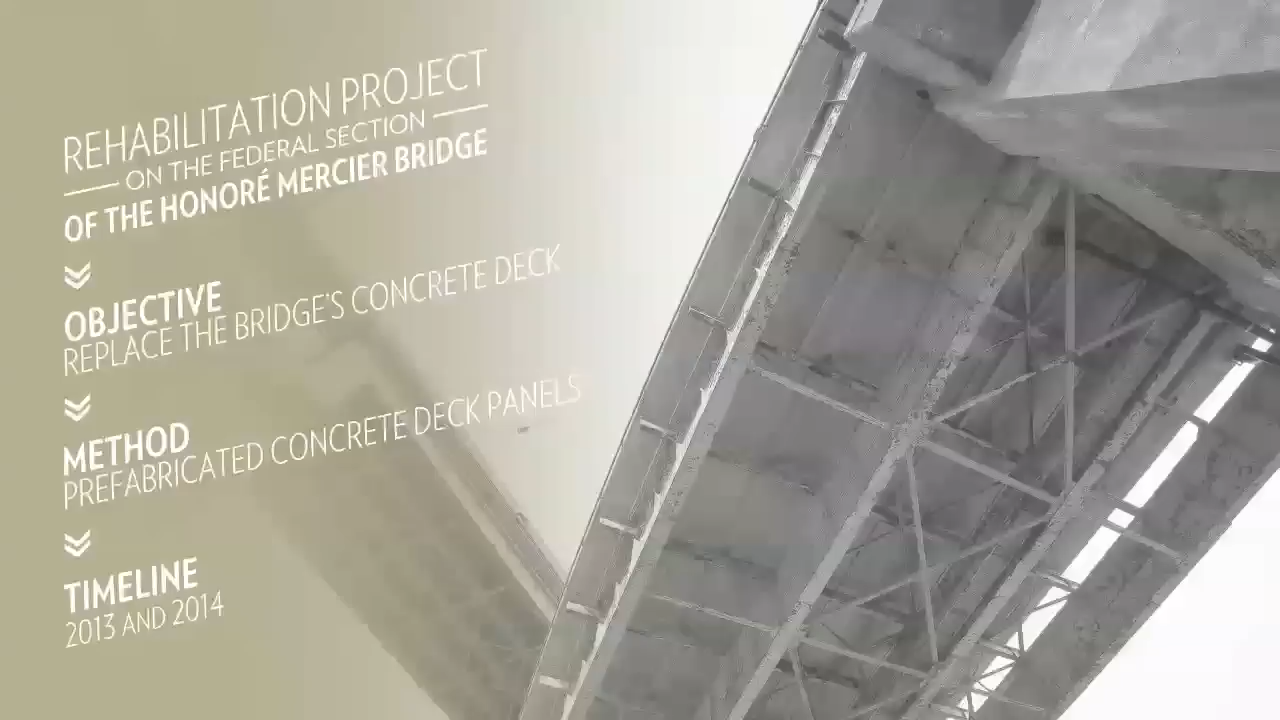 REHABILITATION PROJECT
ON THE FEDERAL SECTION
OF THE HONORÉ MERCIER BRIDGE
OBJECTIVE
REPLACE THE BRIDGE'S CONCRETE DECK
METHOD
PREFABRICATED CONCRETE DECK PANELS
TIMELINE
2013 AND 2014